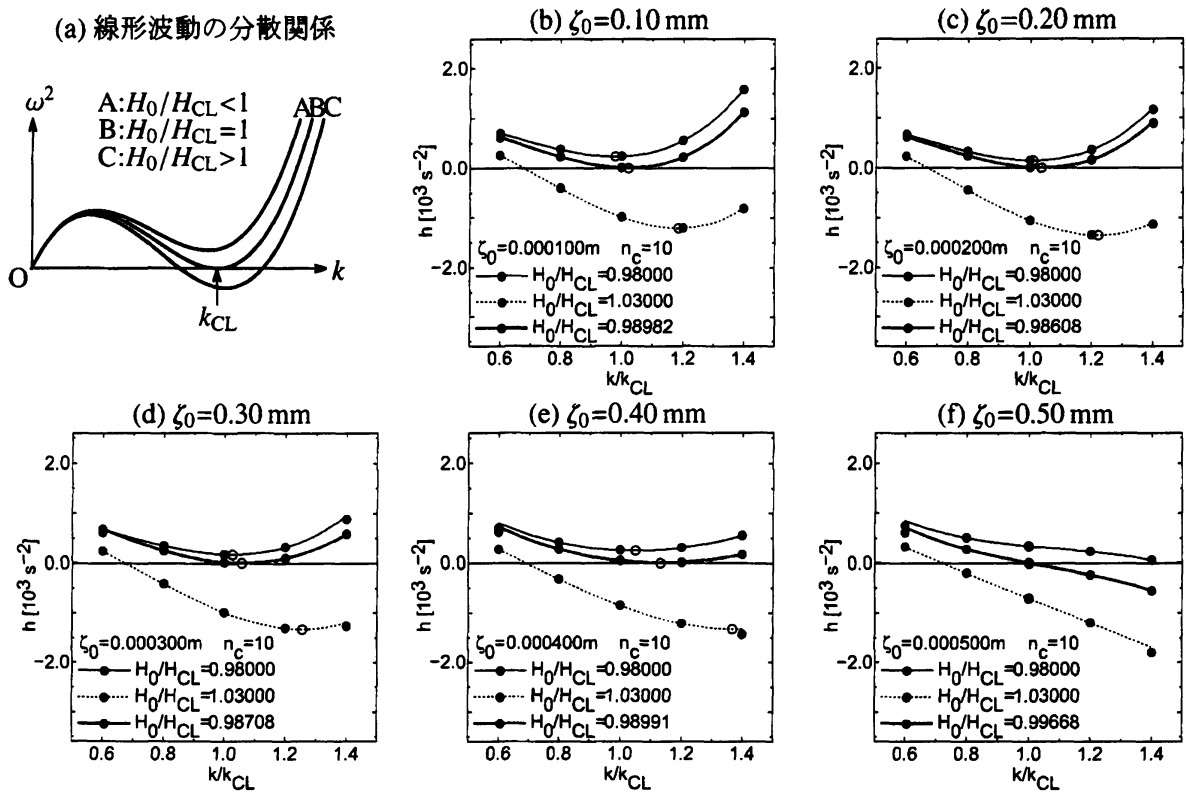 (a) 線形波動の分散関係
ω²
A:H₀/H_CL<1
B:H₀/H_CL=1
C:H₀/H_CL>1
ABC
O
k
k_CL
(b) ζ₀=0.10 mm
h [10³ s⁻²]
2.0
0.0
−2.0
ζ₀=0.000100m n_c=10
H₀/H_CL=0.98000
H₀/H_CL=1.03000
H₀/H_CL=0.98982
0.6 0.8 1.0 1.2 1.4
k/k_CL
(c) ζ₀=0.20 mm
h [10³ s⁻²]
2.0
0.0
−2.0
ζ₀=0.000200m n_c=10
H₀/H_CL=0.98000
H₀/H_CL=1.03000
H₀/H_CL=0.98608
0.6 0.8 1.0 1.2 1.4
k/k_CL
(d) ζ₀=0.30 mm
h [10³ s⁻²]
2.0
0.0
−2.0
ζ₀=0.000300m n_c=10
H₀/H_CL=0.98000
H₀/H_CL=1.03000
H₀/H_CL=0.98708
0.6 0.8 1.0 1.2 1.4
k/k_CL
(e) ζ₀=0.40 mm
h [10³ s⁻²]
2.0
0.0
−2.0
ζ₀=0.000400m n_c=10
H₀/H_CL=0.98000
H₀/H_CL=1.03000
H₀/H_CL=0.98991
0.6 0.8 1.0 1.2 1.4
k/k_CL
(f) ζ₀=0.50 mm
h [10³ s⁻²]
2.0
0.0
−2.0
ζ₀=0.000500m n_c=10
H₀/H_CL=0.98000
H₀/H_CL=1.03000
H₀/H_CL=0.99668
0.6 0.8 1.0 1.2 1.4
k/k_CL